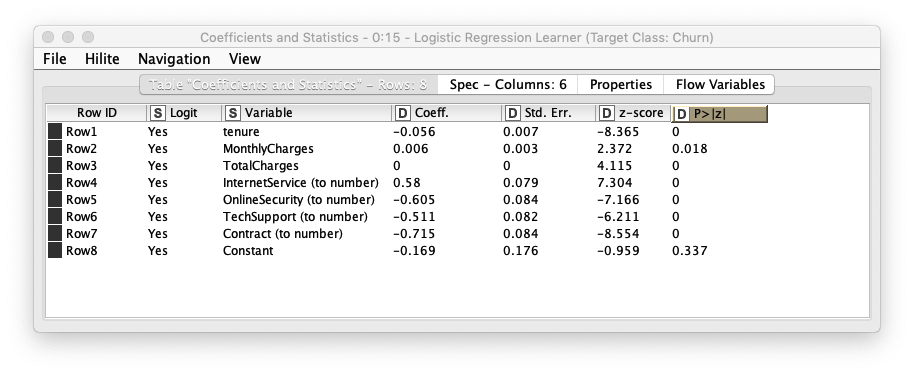 Coefficients and Statistics - 0:15 - Logistic Regression Learner (Target Class: Churn)
File Hilite Navigation View
Table "Coefficients and Statistics" - Rows: 8 Spec - Columns: 6 Properties Flow Variables
Row ID S Logit S Variable D Coeff. D Std. Err. D z-score D P>|z|
Row1 Yes tenure -0.056 0.007 -8.365 0
Row2 Yes MonthlyCharges 0.006 0.003 2.372 0.018
Row3 Yes TotalCharges 0 0 4.115 0
Row4 Yes InternetService (to number) 0.58 0.079 7.304 0
Row5 Yes OnlineSecurity (to number) -0.605 0.084 -7.166 0
Row6 Yes TechSupport (to number) -0.511 0.082 -6.211 0
Row7 Yes Contract (to number) -0.715 0.084 -8.554 0
Row8 Yes Constant -0.169 0.176 -0.959 0.337